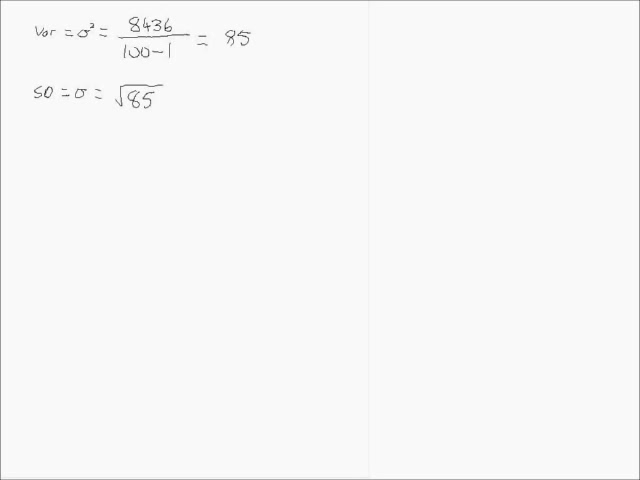 Var = σ² = 8436 / 100-1 = 85
SD = σ = √85